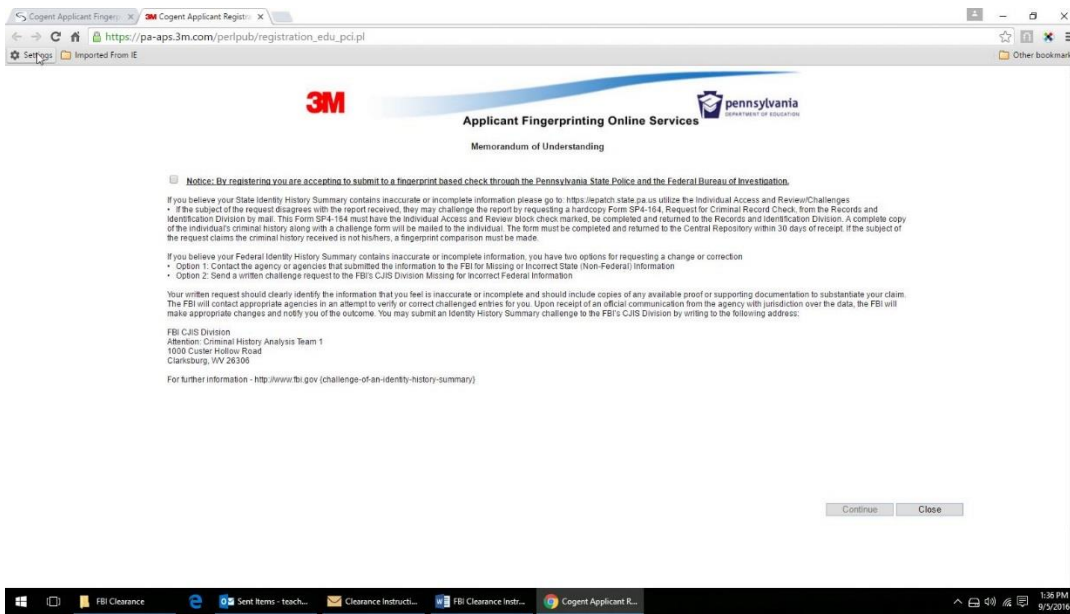 Cogent Applicant Fingerp
3M Cogent Applicant Registra
https://pa-aps.3m.com/perlpub/registration_edu_pci.pl
Settings
Imported From IE
Other bookmark
3M
Applicant Fingerprinting Online Services
pennsylvania
DEPARTMENT OF EDUCATION
Memorandum of Understanding
Notice: By registering you are accepting to submit to a fingerprint based check through the Pennsylvania State Police and the Federal Bureau of Investigation.
If you believe your State Identity History Summary contains inaccurate or incomplete information please go to: https://epatch.state.pa.us utilize the Individual Access and Review/Challenges
• If the subject of the request disagrees with the report received, they may challenge the report by requesting a hardcopy Form SP4-164, Request for Criminal Record Check, from the Records and
Identification Division by mail. This Form SP4-164 must have the Individual Access and Review block check marked, be completed and returned to the Records and Identification Division. A complete copy
of the individual's criminal history along with a challenge form will be mailed to the individual. The form must be completed and returned to the Central Repository within 30 days of receipt. If the subject of
the request claims the criminal history received is not his/hers, a fingerprint comparison must be made.
If you believe your Federal Identity History Summary contains inaccurate or incomplete information, you have two options for requesting a change or correction
• Option 1: Contact the agency or agencies that submitted the information to the FBI for Missing or Incorrect State (Non-Federal) Information
• Option 2: Send a written challenge request to the FBI's CJIS Division Missing for Incorrect Federal Information
Your written request should clearly identify the information that you feel is inaccurate or incomplete and should include copies of any available proof or supporting documentation to substantiate your claim.
The FBI will contact appropriate agencies in an attempt to verify or correct challenged entries for you. Upon receipt of an official communication from the agency with jurisdiction over the data, the FBI will
make appropriate changes and notify you of the outcome. You may submit an Identity History Summary challenge to the FBI's CJIS Division by writing to the following address:
FBI CJIS Division
Attention: Criminal History Analysis Team 1
1000 Custer Hollow Road
Clarksburg, WV 26306
For further information - http://www.fbi.gov (challenge-of-an-identity-history-summary)
Continue
Close
FBI Clearance
Sent Items - teach...
Clearance Instructi...
FBI Clearance Instr...
Cogent Applicant R...
1:36 PM
9/5/2016